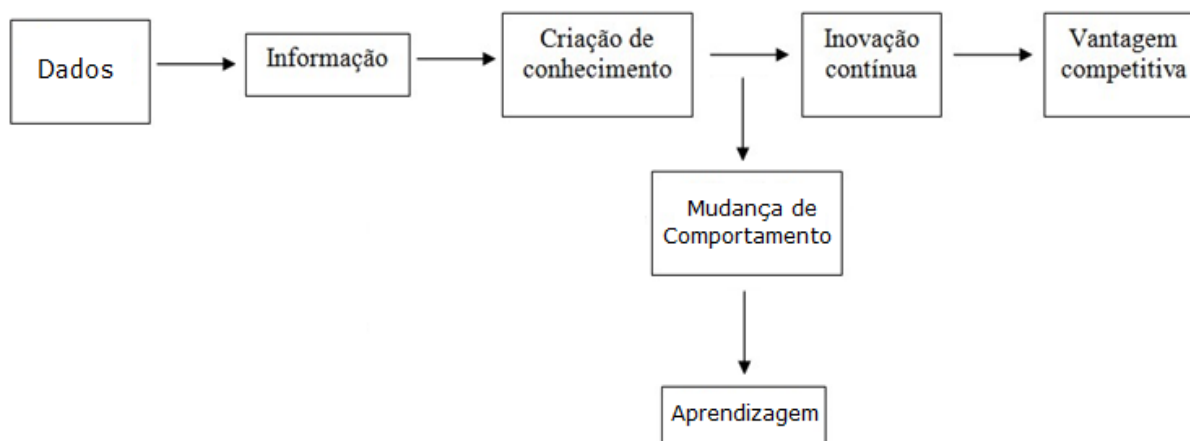 Dados
Informação
Criação de
conhecimento
Inovação
contínua
Vantagem
competitiva
Mudança de
Comportamento
Aprendizagem